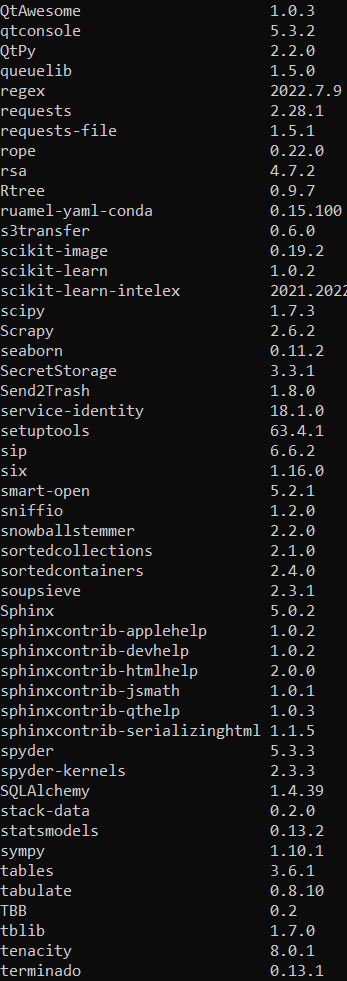 QtAwesome 1.0.3
qtconsole 5.3.2
QtPy 2.2.0
queuelib 1.5.0
regex 2022.7.9
requests 2.28.1
requests-file 1.5.1
rope 0.22.0
rsa 4.7.2
Rtree 0.9.7
ruamel-yaml-conda 0.15.100
s3transfer 0.6.0
scikit-image 0.19.2
scikit-learn 1.0.2
scikit-learn-intelex 2021.2022
scipy 1.7.3
Scrapy 2.6.2
seaborn 0.11.2
SecretStorage 3.3.1
Send2Trash 1.8.0
service-identity 18.1.0
setuptools 63.4.1
sip 6.6.2
six 1.16.0
smart-open 5.2.1
sniffio 1.2.0
snowballstemmer 2.2.0
sortedcollections 2.1.0
sortedcontainers 2.4.0
soupsieve 2.3.1
Sphinx 5.0.2
sphinxcontrib-applehelp 1.0.2
sphinxcontrib-devhelp 1.0.2
sphinxcontrib-htmlhelp 2.0.0
sphinxcontrib-jsmath 1.0.1
sphinxcontrib-qthelp 1.0.3
sphinxcontrib-serializinghtml 1.1.5
spyder 5.3.3
spyder-kernels 2.3.3
SQLAlchemy 1.4.39
stack-data 0.2.0
statsmodels 0.13.2
sympy 1.10.1
tables 3.6.1
tabulate 0.8.10
TBB 0.2
tblib 1.7.0
tenacity 8.0.1
terminado 0.13.1